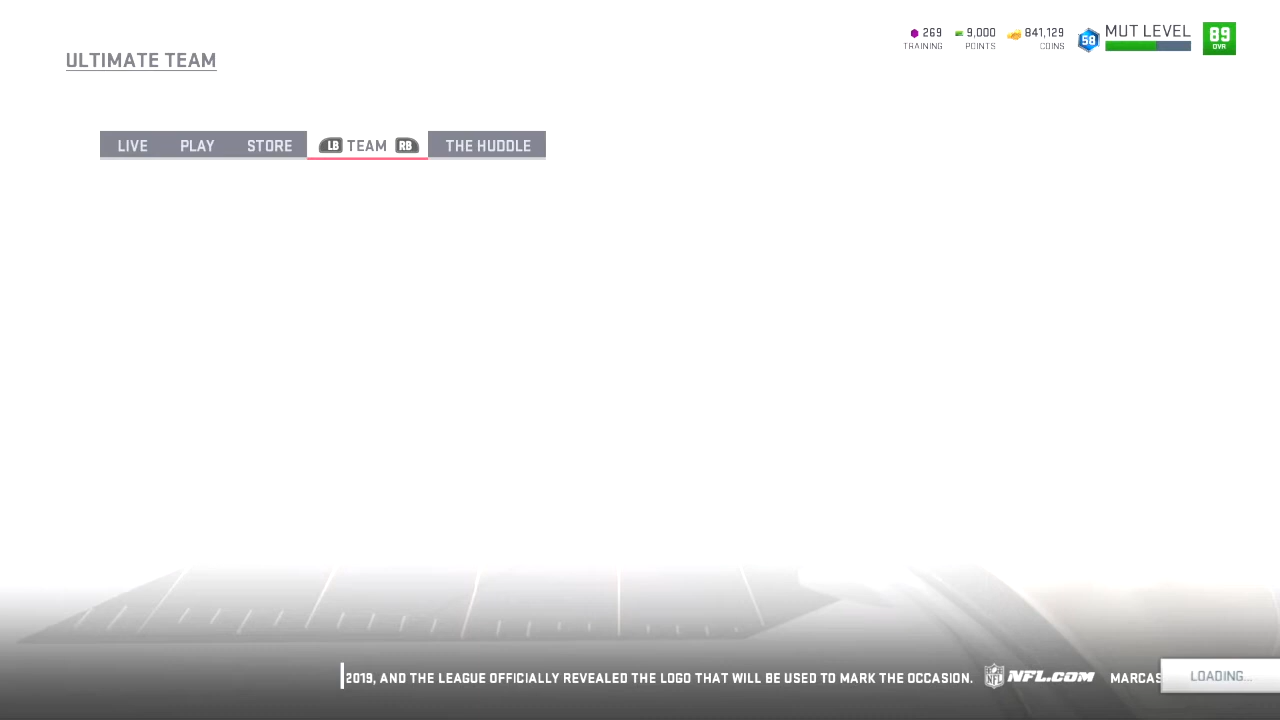 269
TRAINING
9,000
POINTS
841,129
COINS
58
MUT LEVEL
89
OVR
ULTIMATE TEAM
LIVE
PLAY
STORE
LB TEAM RB
THE HUDDLE
2019, AND THE LEAGUE OFFICIALLY REVEALED THE LOGO THAT WILL BE USED TO MARK THE OCCASION.
NFL NFL.COM
MARCAS
LOADING...